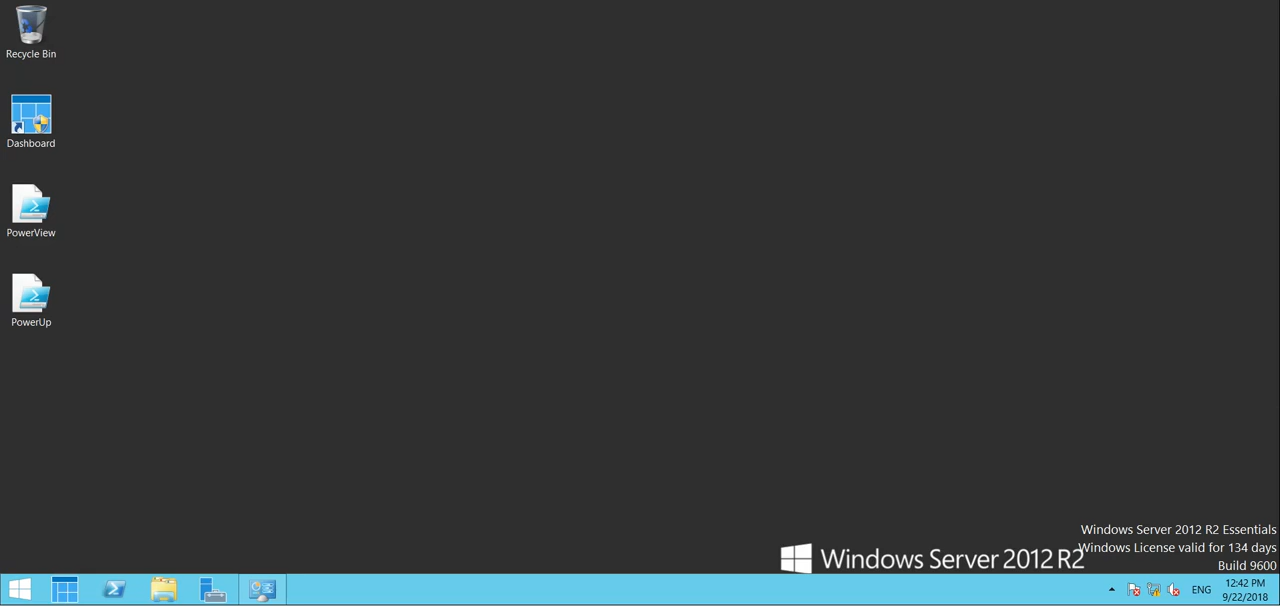 Recycle Bin
Dashboard
PowerView
PowerUp
Windows Server 2012 R2 Essentials
Windows License valid for 134 days
Build 9600
Windows Server 2012 R2
ENG
12:42 PM
9/22/2018